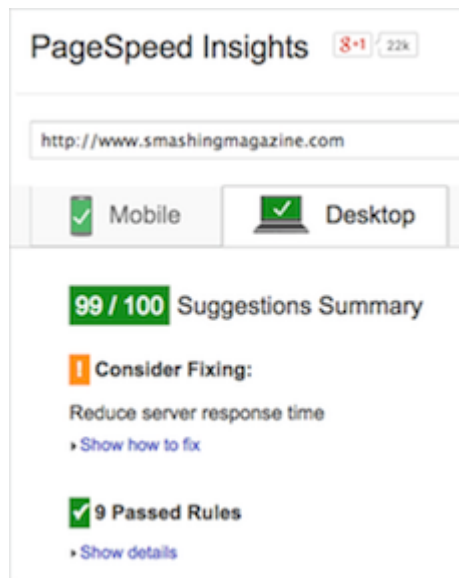 PageSpeed Insights 8+1 22k
http://www.smashingmagazine.com
Mobile Desktop
99 / 100 Suggestions Summary
! Consider Fixing:
Reduce server response time
Show how to fix
9 Passed Rules
Show details